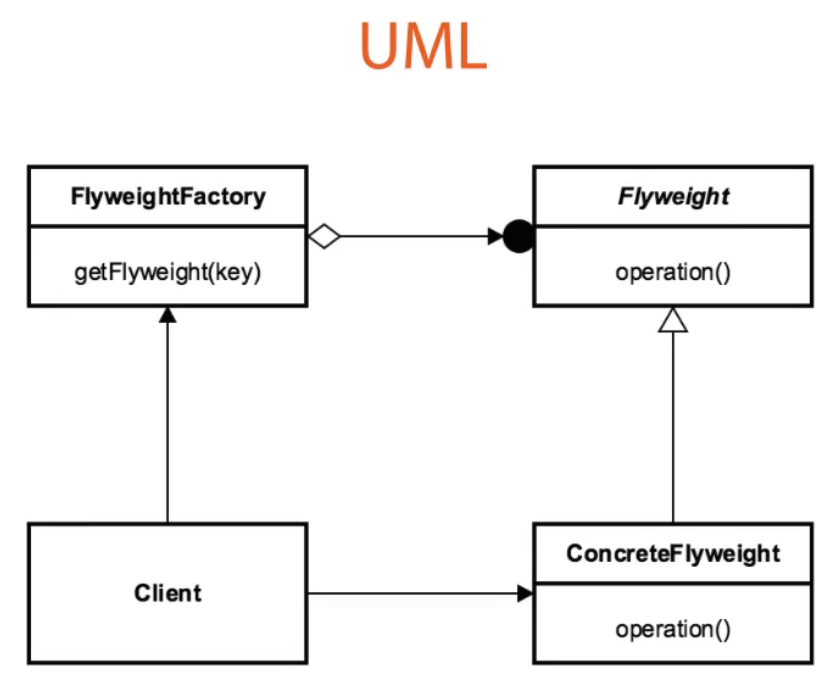 UML
FlyweightFactory
getFlyweight(key)
Flyweight
operation()
Client
ConcreteFlyweight
operation()